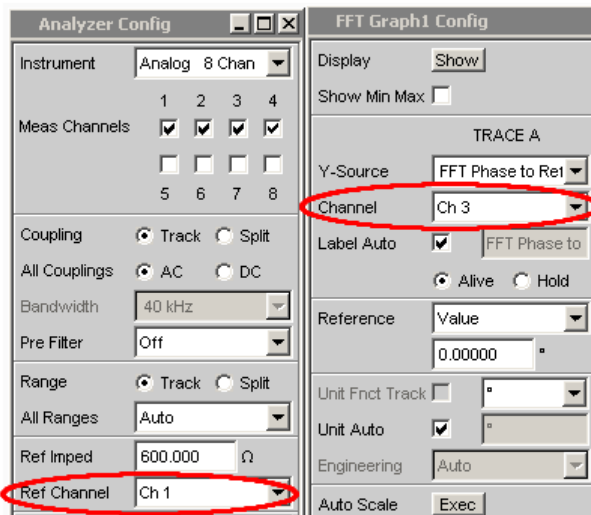 Analyzer Config
Instrument Analog 8 Chan
1 2 3 4
Meas Channels
5 6 7 8
Coupling Track Split
All Couplings AC DC
Bandwidth 40 kHz
Pre Filter Off
Range Track Split
All Ranges Auto
Ref Imped 600.000 Ω
Ref Channel Ch 1
FFT Graph1 Config
Display Show
Show Min Max
TRACE A
Y-Source FFT Phase to Ref
Channel Ch 3
Label Auto FFT Phase to
Alive Hold
Reference Value
0.00000 °
Unit Fnct Track °
Unit Auto °
Engineering Auto
Auto Scale Exec